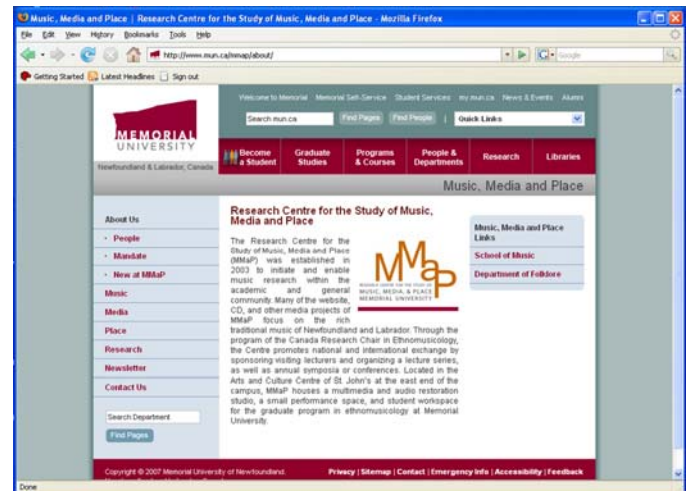 Music, Media and Place | Research Centre for the Study of Music, Media and Place - Mozilla Firefox
File Edit View History Bookmarks Tools Help
http://www.mun.ca/mmap/about/
Google
Getting Started Latest Headlines Sign out
Welcome to Memorial Memorial Self-Service Student Services my.mun.ca News & Events Alumni
Search mun.ca Find Pages Find People | Quick Links
MEMORIAL
UNIVERSITY
Newfoundland & Labrador, Canada
Become
a Student
Graduate
Studies
Programs
& Courses
People &
Departments
Research
Libraries
Music, Media and Place
About Us
People
Mandate
New at MMaP
Music
Media
Place
Research
Newsletter
Contact Us
Search Department
Find Pages
Research Centre for the Study of Music,
Media and Place
The Research Centre for the
Study of Music, Media and Place
(MMaP) was established in
2003 to initiate and enable
music research within the
academic and general
community. Many of the website,
CD, and other media projects of
MMaP focus on the rich
traditional music of Newfoundland and Labrador. Through the
program of the Canada Research Chair in Ethnomusicology,
the Centre promotes national and international exchange by
sponsoring visiting lecturers and organizing a lecture series,
as well as annual symposia or conferences. Located in the
Arts and Culture Centre of St. John's at the east end of the
campus, MMaP houses a multimedia and audio restoration
studio, a small performance space, and student workspace
for the graduate program in ethnomusicology at Memorial
University.
MMaP
RESEARCH CENTRE FOR THE STUDY OF
MUSIC, MEDIA, & PLACE
MEMORIAL UNIVERSITY
Music, Media and Place
Links
School of Music
Department of Folklore
Copyright © 2007 Memorial University of Newfoundland.
Privacy | Sitemap | Contact | Emergency Info | Accessibility | Feedback
Done